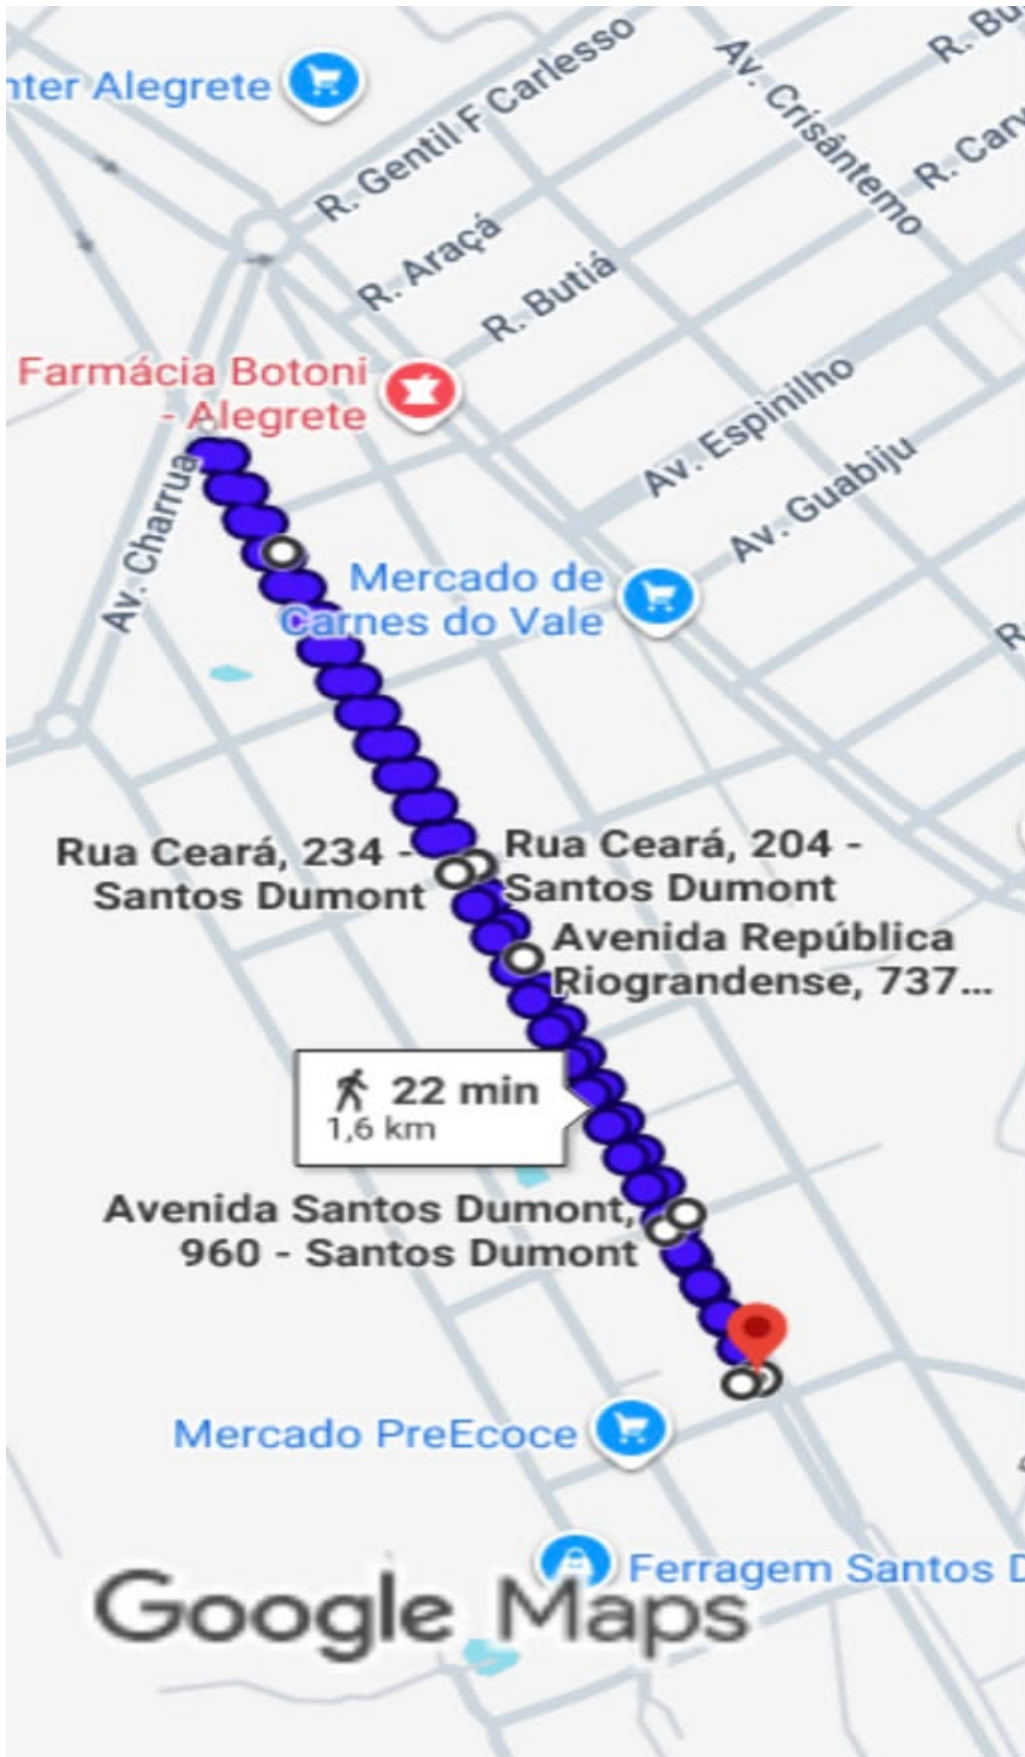 nter Alegrete
R. Gentil F Carlesso
Av. Crisântemo
R. Bu
R. Carv
R. Araçá
R. Butiá
Farmácia Botoni
- Alegrete
Av. Espinilho
Av. Charrua
Av. Guabiju
Mercado de
Carnes do Vale
R
Rua Ceará, 234 -
Santos Dumont
Rua Ceará, 204 -
Santos Dumont
Avenida República
Riograndense, 737...
22 min
1,6 km
Avenida Santos Dumont,
960 - Santos Dumont
Mercado PreEcoce
Ferragem Santos D
Google Maps